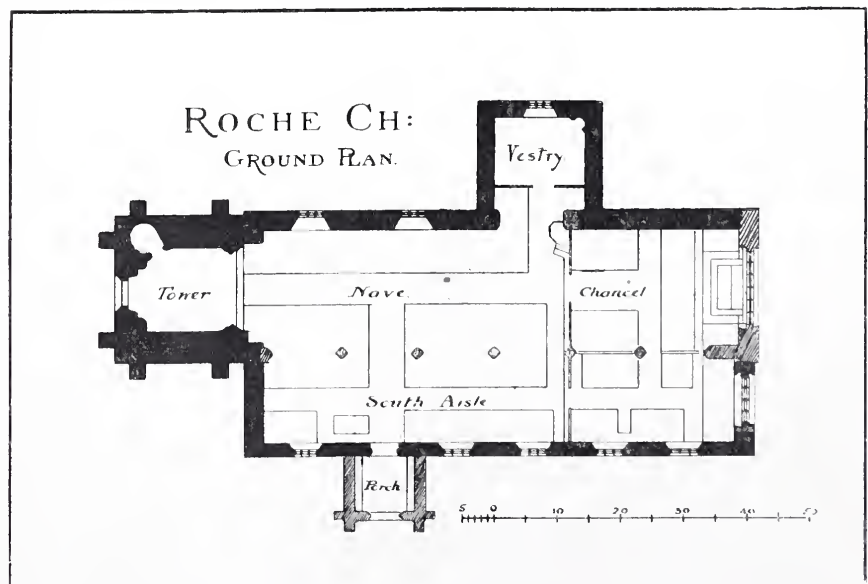 ROCHE CH:
GROUND PLAN.
Vestry
Tower
Nave
Chancel
South Aisle
Porch
5 0 10 20 30 40 50